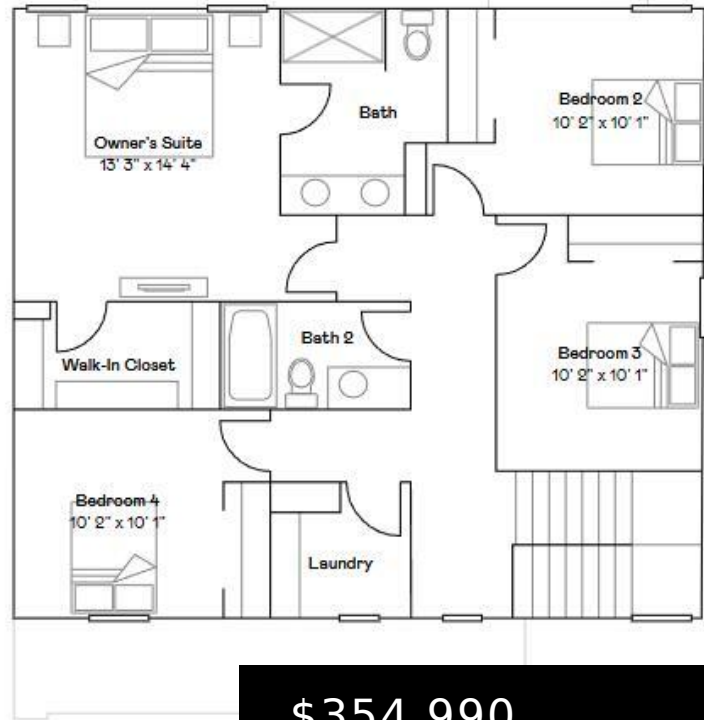 Bedroom 2
10' 2" x 10' 1"
Bath
Owner's Suite
13' 3" x 14' 4"
Bath 2
Walk-In Closet
Bedroom 3
10' 2" x 10' 1"
Bedroom 4
10' 2" x 10' 1"
Laundry
$354,990